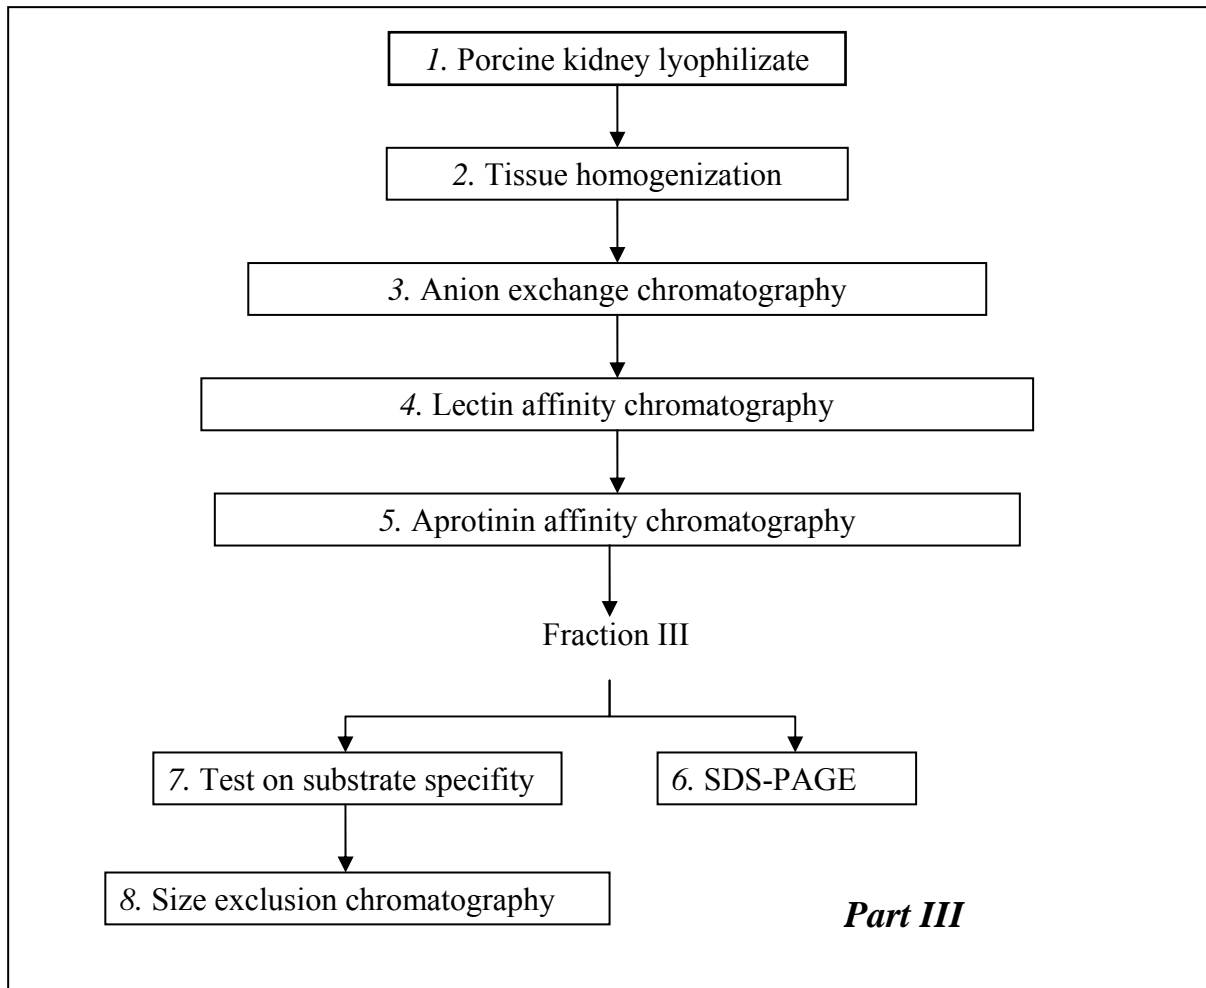 1. Porcine kidney lyophilizate
2. Tissue homogenization
3. Anion exchange chromatography
4. Lectin affinity chromatography
5. Aprotinin affinity chromatography
Fraction III
7. Test on substrate specifity
6. SDS-PAGE
8. Size exclusion chromatography
Part III